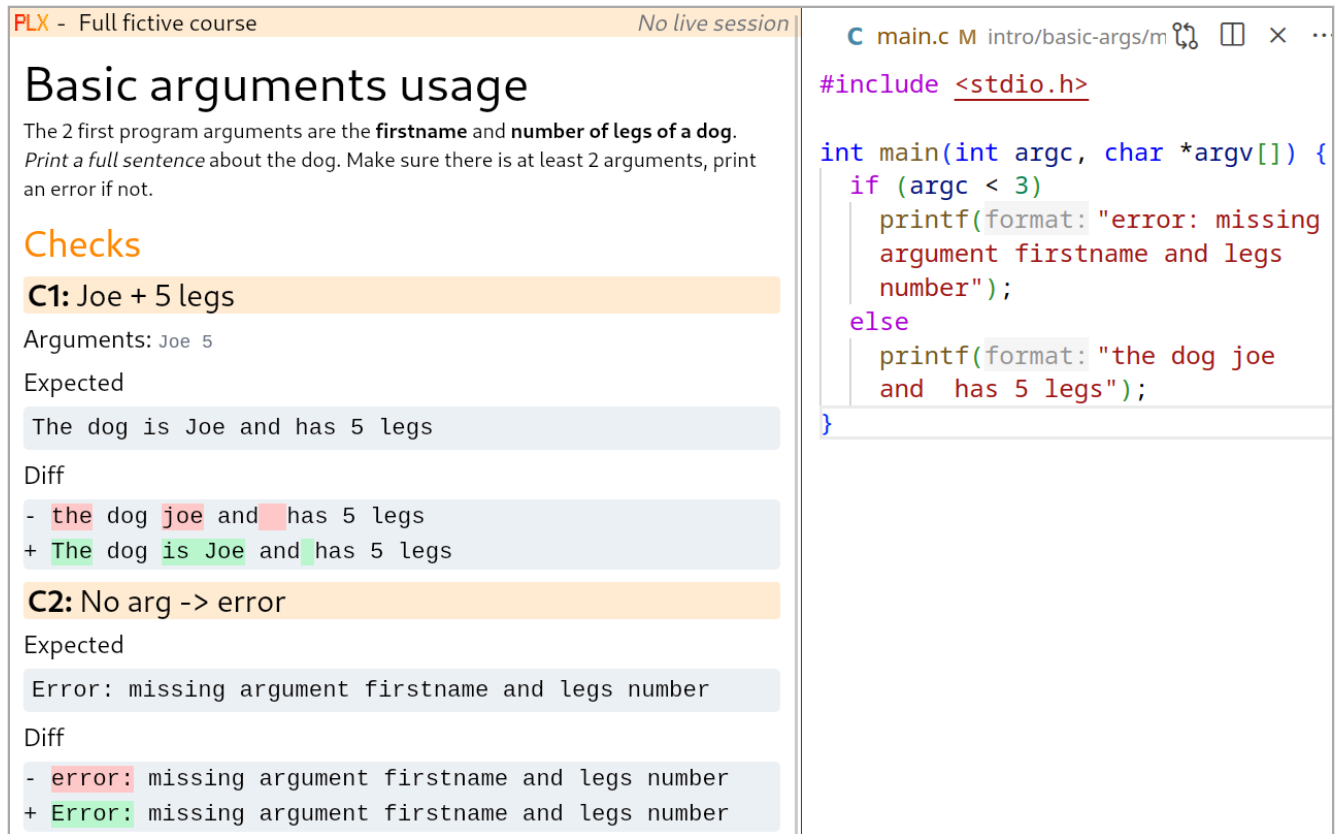 PLX - Full fictive course
No live session
Basic arguments usage
The 2 first program arguments are the firstname and number of legs of a dog.
Print a full sentence about the dog. Make sure there is at least 2 arguments, print
an error if not.
Checks
C1: Joe + 5 legs
Arguments: Joe 5
Expected
The dog is Joe and has 5 legs
Diff
- the dog joe and  has 5 legs
+ The dog is Joe and has 5 legs
C2: No arg -> error
Expected
Error: missing argument firstname and legs number
Diff
- error: missing argument firstname and legs number
+ Error: missing argument firstname and legs number
C main.c M intro/basic-args/m
#include <stdio.h>
int main(int argc, char *argv[]) {
if (argc < 3)
printf(format: "error: missing
argument firstname and legs
number");
else
printf(format: "the dog joe
and  has 5 legs");
}